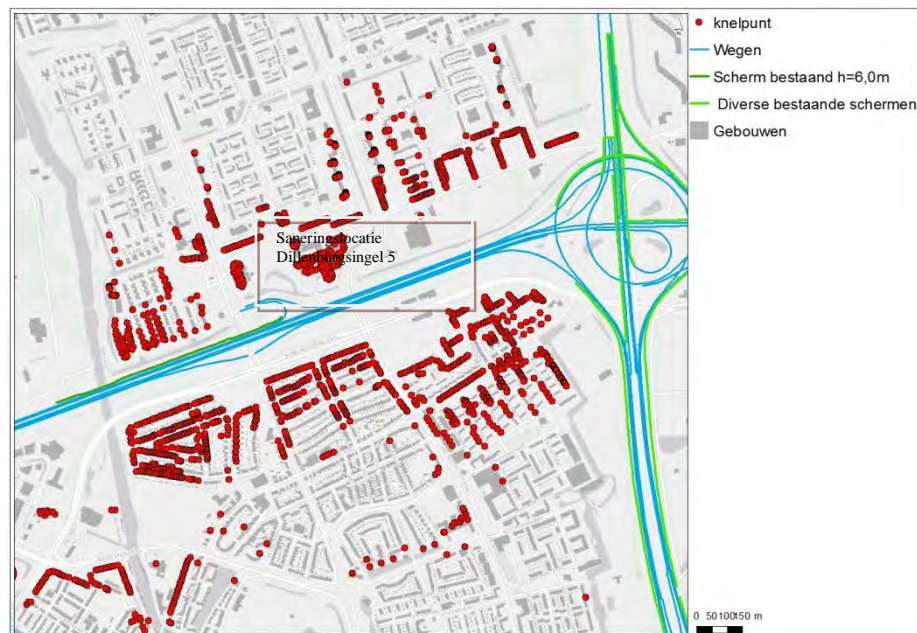 Saneringslocatie
Dillenburgsingel 5
knelpunt
Wegen
Scherm bestaand h=6,0m
Diverse bestaande schermen
Gebouwen
0 50100150 m